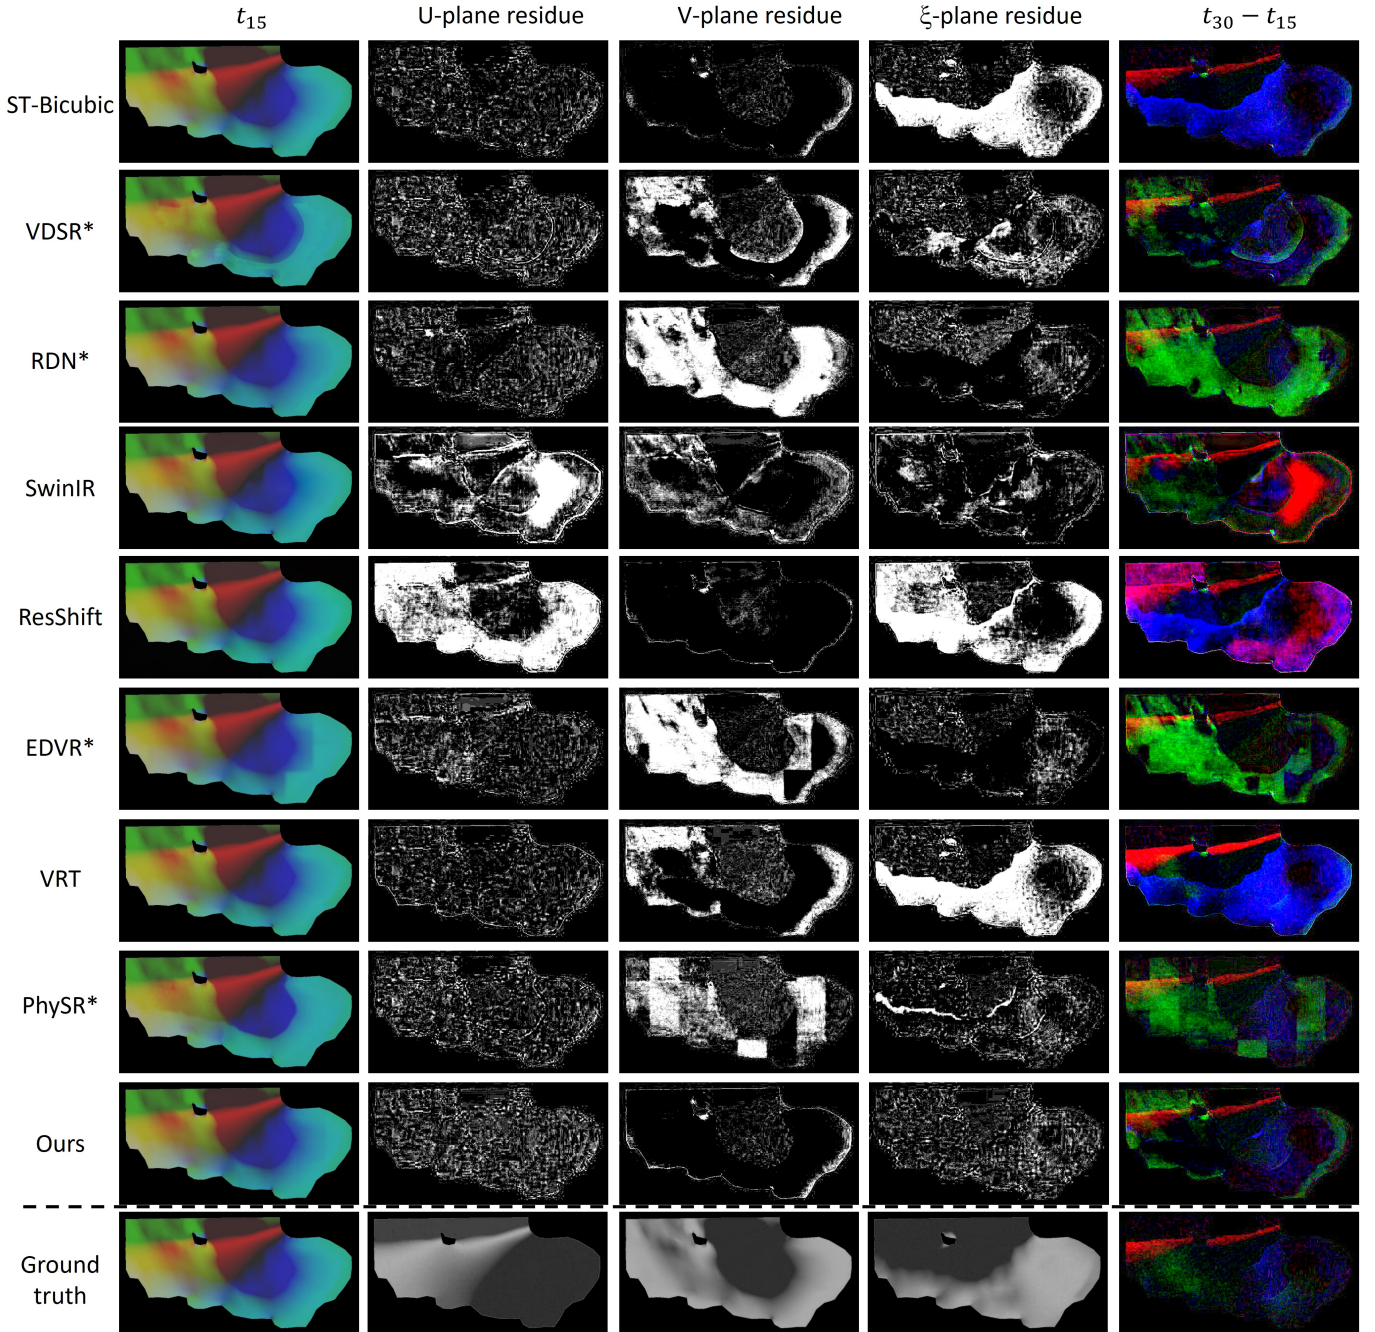 t₁₅ U-plane residue V-plane residue ξ-plane residue t₃₀ − t₁₅
ST-Bicubic
VDSR*
RDN*
SwinIR
ResShift
EDVR*
VRT
PhySR*
Ours
Ground
truth